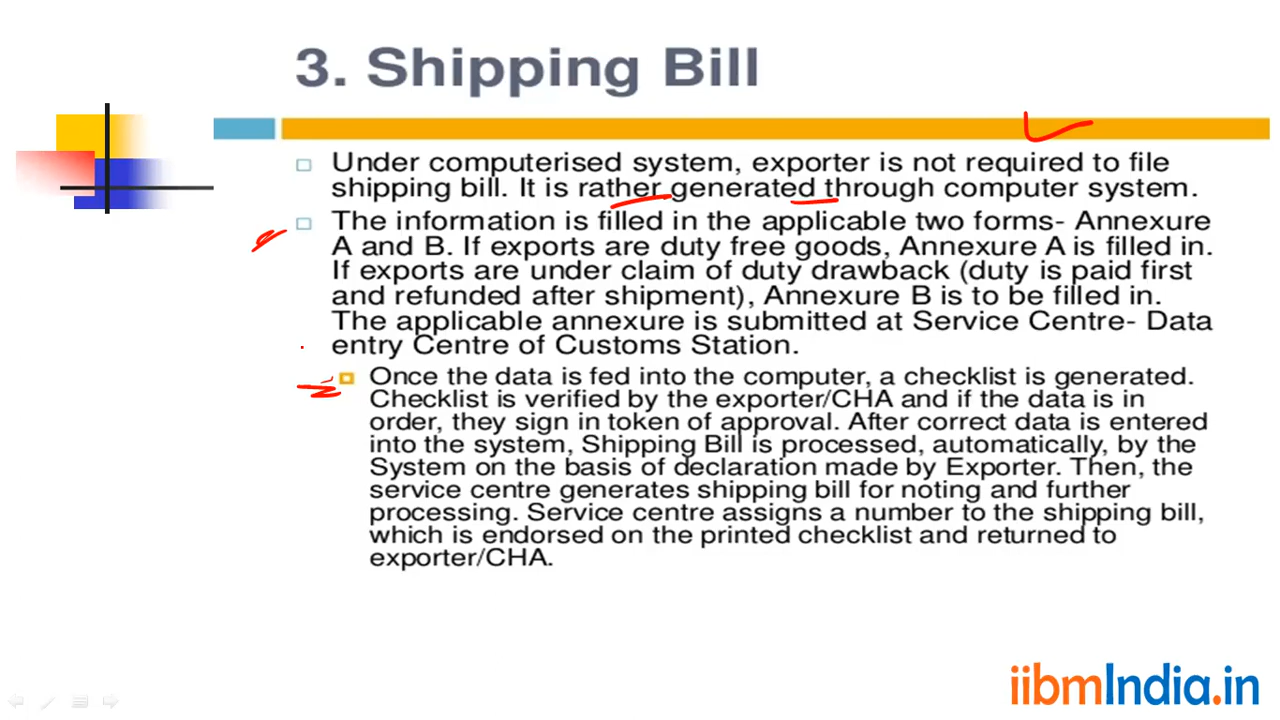 3. Shipping Bill
Under computerised system, exporter is not required to file
shipping bill. It is rather generated through computer system.
The information is filled in the applicable two forms- Annexure
A and B. If exports are duty free goods, Annexure A is filled in.
If exports are under claim of duty drawback (duty is paid first
and refunded after shipment), Annexure B is to be filled in.
The applicable annexure is submitted at Service Centre- Data
entry Centre of Customs Station.
Once the data is fed into the computer, a checklist is generated.
Checklist is verified by the exporter/CHA and if the data is in
order, they sign in token of approval. After correct data is entered
into the system, Shipping Bill is processed, automatically, by the
System on the basis of declaration made by Exporter. Then, the
service centre generates shipping bill for noting and further
processing. Service centre assigns a number to the shipping bill,
which is endorsed on the printed checklist and returned to
exporter/CHA.
iibmIndia.in